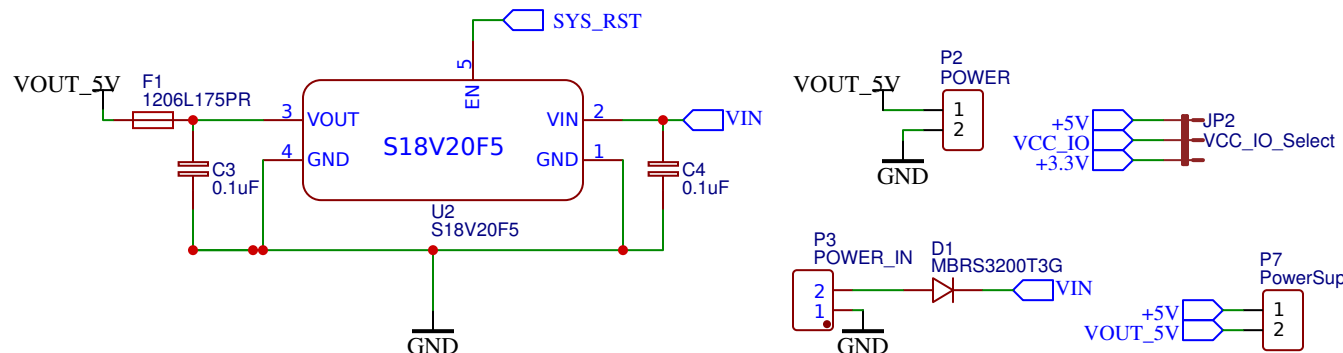 SYS_RST
VOUT_5V
F1
1206L175PR
5
EN
3
VOUT
VIN
2
VIN
S18V20F5
4
GND
GND
1
C3
0.1uF
C4
0.1uF
U2
S18V20F5
GND
P2
POWER
VOUT_5V
1
2
GND
+5V
VCC_IO
+3.3V
JP2
VCC_IO_Select
P3
POWER_IN
2
1
GND
D1
MBRS3200T3G
VIN
P7
PowerSup
+5V
VOUT_5V
1
2